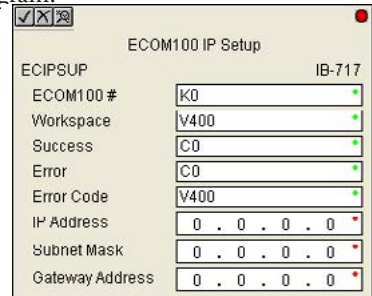 ECOM100 IP Setup
ECIPSUP IB-717
ECOM100 # K0
Workspace V400
Success C0
Error C0
Error Code V400
IP Address 0 . 0 . 0 . 0
Subnet Mask 0 . 0 . 0 . 0
Gateway Address 0 . 0 . 0 . 0